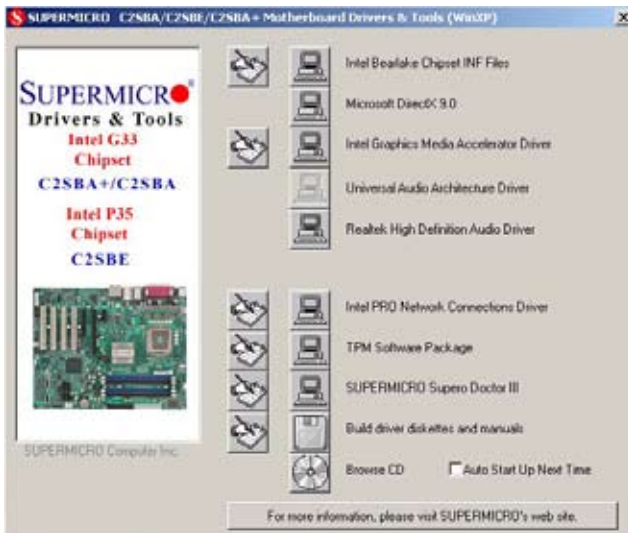 SUPERMICRO C2SBA/C2SBE/C2SBA+ Motherboard Drivers & Tools (WinXP)
SUPERMICRO®
Drivers & Tools
Intel G33
Chipset
C2SBA+/C2SBA
Intel P35
Chipset
C2SBE
SUPERMICRO Computer Inc.
Intel Bearlake Chipset INF Files
Microsoft DirectX 9.0
Intel Graphics Media Accelerator Driver
Universal Audio Architecture Driver
Realtek High Definition Audio Driver
Intel PRO Network Connections Driver
TPM Software Package
SUPERMICRO Supero Doctor III
Build driver diskettes and manuals
Browse CD
Auto Start Up Next Time
For more information, please visit SUPERMICRO's web site.